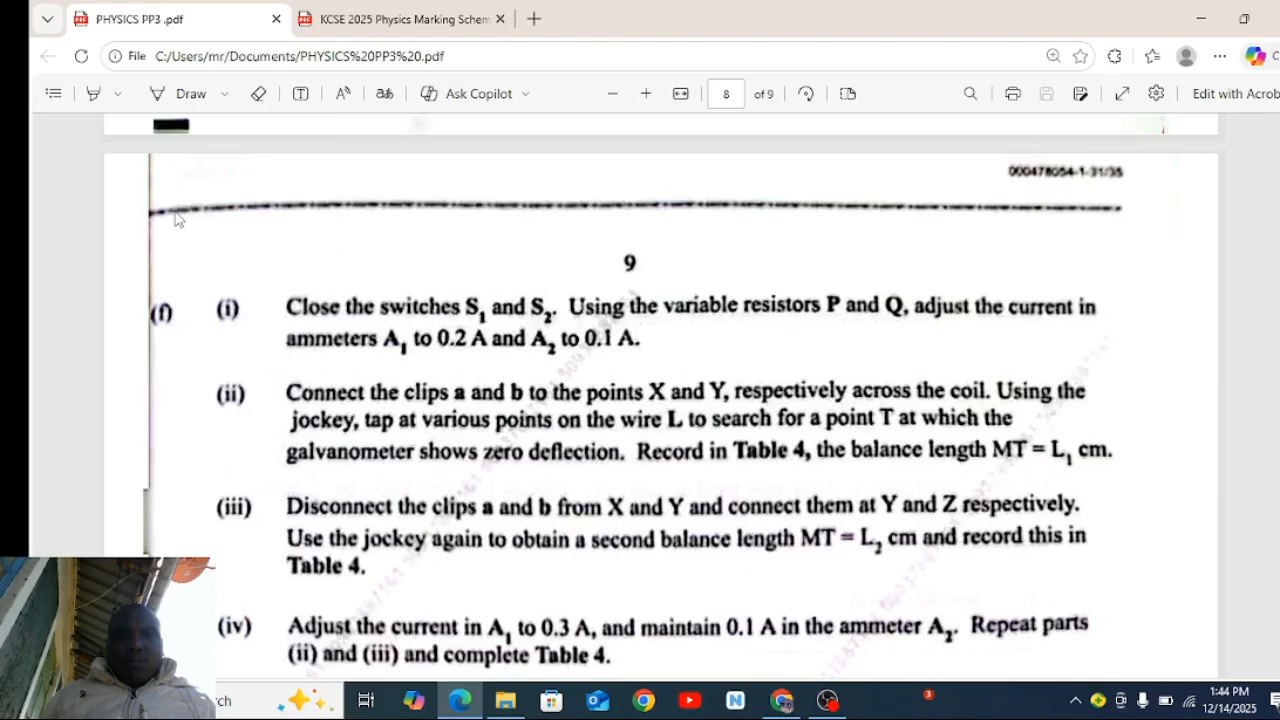 PHYSICS PP3 .pdf
KCSE 2025 Physics Marking Schem
File C:/Users/mr/Documents/PHYSICS%20PP3%20.pdf
Draw
Ask Copilot
8 of 9
Edit with Acrob
000478054-1-31/35
9
(f) (i) Close the switches S1 and S2. Using the variable resistors P and Q, adjust the current in
ammeters A1 to 0.2 A and A2 to 0.1 A.
(ii) Connect the clips a and b to the points X and Y, respectively across the coil. Using the
jockey, tap at various points on the wire L to search for a point T at which the
galvanometer shows zero deflection. Record in Table 4, the balance length MT = L1 cm.
(iii) Disconnect the clips a and b from X and Y and connect them at Y and Z respectively.
Use the jockey again to obtain a second balance length MT = L2 cm and record this in
Table 4.
(iv) Adjust the current in A1 to 0.3 A, and maintain 0.1 A in the ammeter A2. Repeat parts
(ii) and (iii) and complete Table 4.
rch
3
1:44 PM
12/14/2025